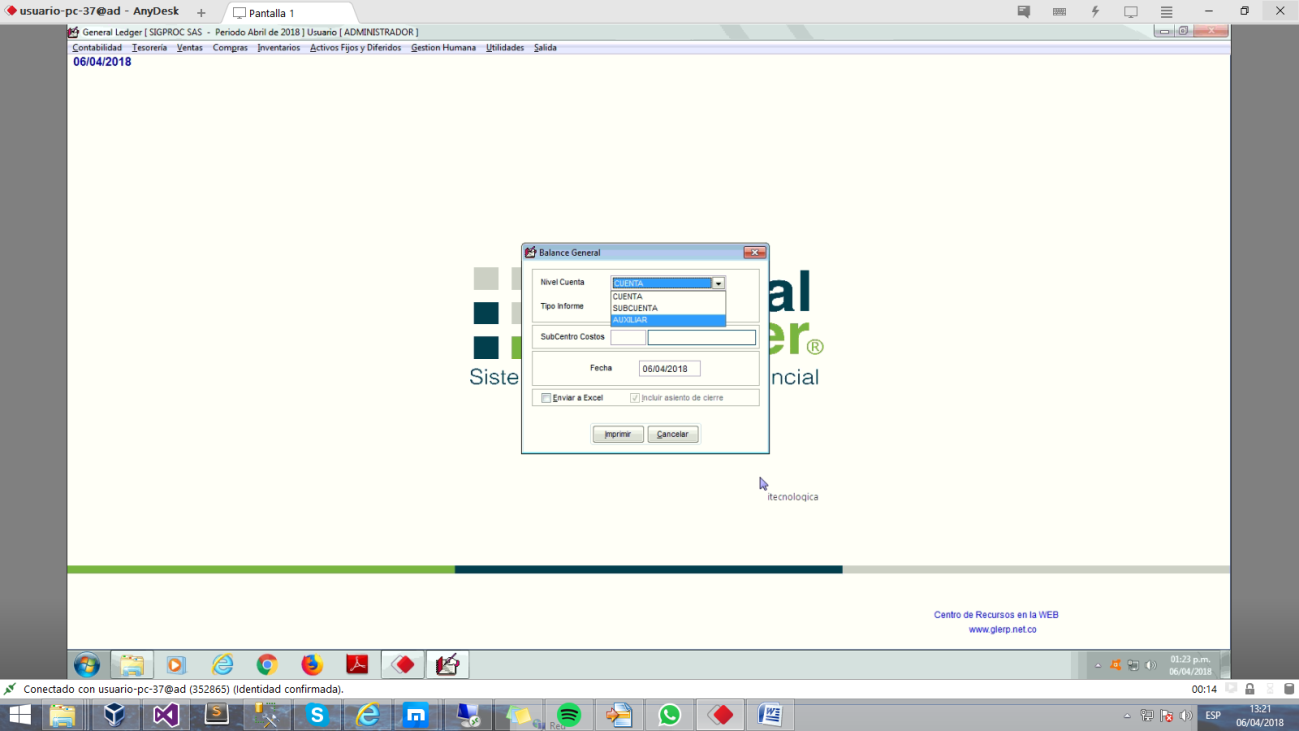 usuario-pc-37@ad - AnyDesk
Pantalla 1
General Ledger [ SIGPROC SAS - Periodo Abril de 2018 ] Usuario [ ADMINISTRADOR ]
Contabilidad Tesoreria Ventas Compras Inventarios Activos Fijos y Diferidos Gestion Humana Utilidades Salida
06/04/2018
Balance General
Nivel Cuenta CUENTA
CUENTA
Tipo Informe SUBCUENTA
AUXILIAR
SubCentro Costos
Fecha 06/04/2018
Enviar a Excel Incluir asiento de cierre
Imprimir Cancelar
al
er®
Siste ncial
itecnologica
Centro de Recursos en la WEB
www.glerp.net.co
01:23 p.m.
06/04/2018
Conectado con usuario-pc-37@ad (352865) (Identidad confirmada). 00:14
Red
ESP
13:21
06/04/2018